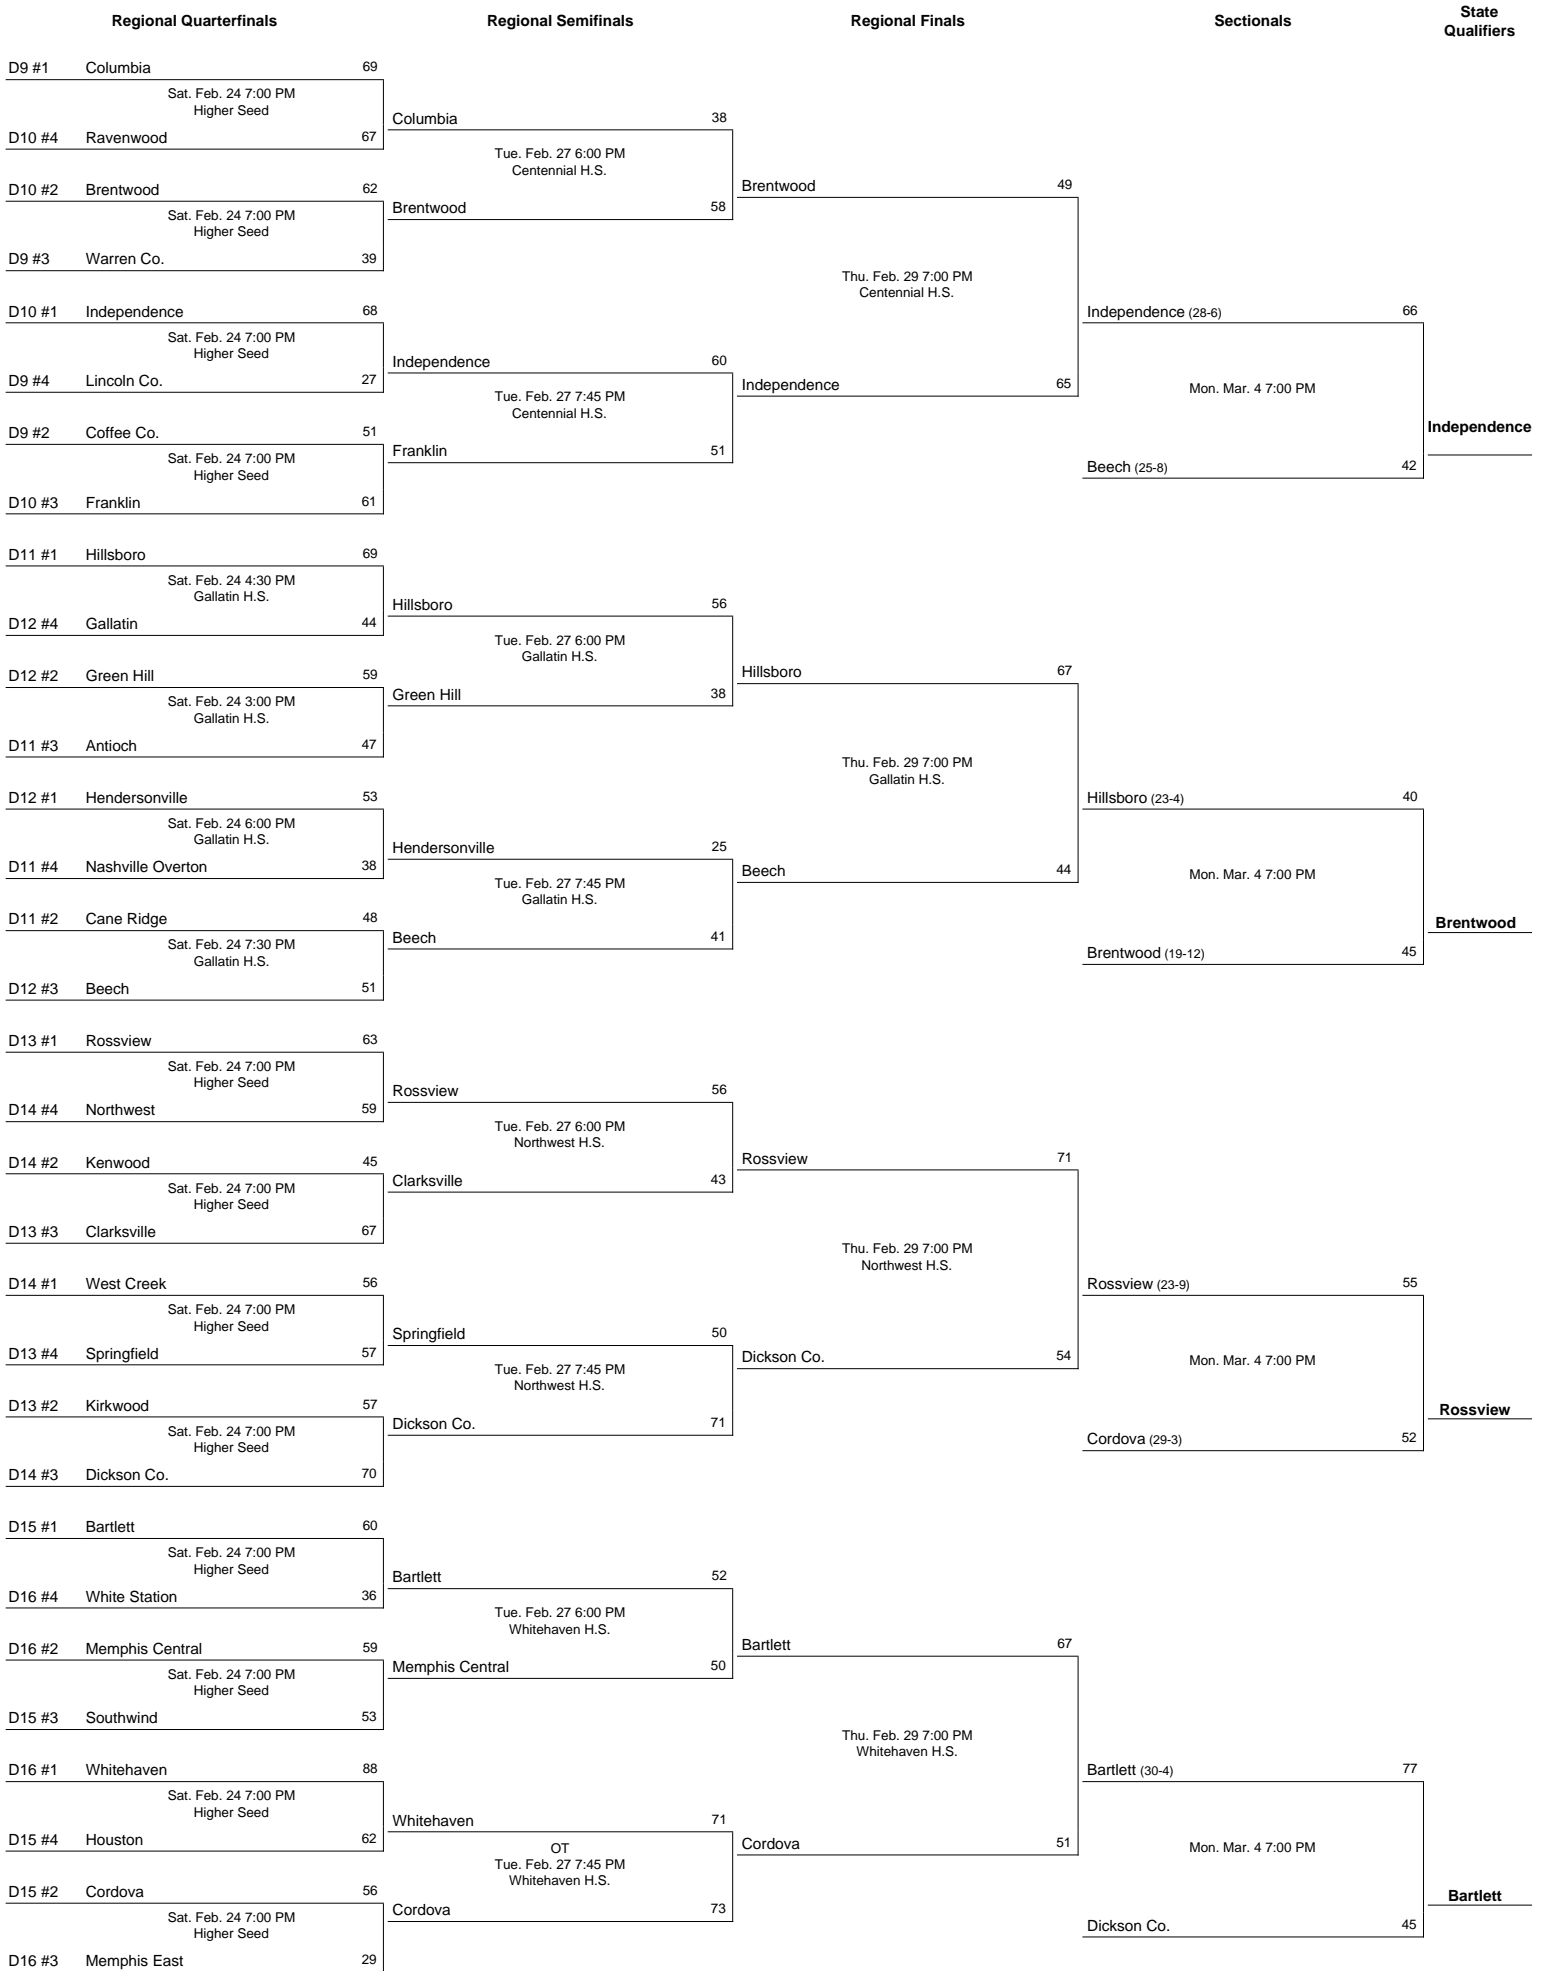 Regional Quarterfinals
Regional Semifinals
Regional Finals
Sectionals
State
Qualifiers
D9 #1 Columbia 69
Sat. Feb. 24 7:00 PM
Higher Seed
D10 #4 Ravenwood 67
D10 #2 Brentwood 62
Sat. Feb. 24 7:00 PM
Higher Seed
D9 #3 Warren Co. 39
D10 #1 Independence 68
Sat. Feb. 24 7:00 PM
Higher Seed
D9 #4 Lincoln Co. 27
D9 #2 Coffee Co. 51
Sat. Feb. 24 7:00 PM
Higher Seed
D10 #3 Franklin 61
D11 #1 Hillsboro 69
Sat. Feb. 24 4:30 PM
Gallatin H.S.
D12 #4 Gallatin 44
D12 #2 Green Hill 59
Sat. Feb. 24 3:00 PM
Gallatin H.S.
D11 #3 Antioch 47
D12 #1 Hendersonville 53
Sat. Feb. 24 6:00 PM
Gallatin H.S.
D11 #4 Nashville Overton 38
D11 #2 Cane Ridge 48
Sat. Feb. 24 7:30 PM
Gallatin H.S.
D12 #3 Beech 51
D13 #1 Rossview 63
Sat. Feb. 24 7:00 PM
Higher Seed
D14 #4 Northwest 59
D14 #2 Kenwood 45
Sat. Feb. 24 7:00 PM
Higher Seed
D13 #3 Clarksville 67
D14 #1 West Creek 56
Sat. Feb. 24 7:00 PM
Higher Seed
D13 #4 Springfield 57
D13 #2 Kirkwood 57
Sat. Feb. 24 7:00 PM
Higher Seed
D14 #3 Dickson Co. 70
D15 #1 Bartlett 60
Sat. Feb. 24 7:00 PM
Higher Seed
D16 #4 White Station 36
D16 #2 Memphis Central 59
Sat. Feb. 24 7:00 PM
Higher Seed
D15 #3 Southwind 53
D16 #1 Whitehaven 88
Sat. Feb. 24 7:00 PM
Higher Seed
D15 #4 Houston 62
D15 #2 Cordova 56
Sat. Feb. 24 7:00 PM
Higher Seed
D16 #3 Memphis East 29
Columbia 38
Tue. Feb. 27 6:00 PM
Centennial H.S.
Brentwood 58
Independence 60
Tue. Feb. 27 7:45 PM
Centennial H.S.
Franklin 51
Hillsboro 56
Tue. Feb. 27 6:00 PM
Gallatin H.S.
Green Hill 38
Hendersonville 25
Tue. Feb. 27 7:45 PM
Gallatin H.S.
Beech 41
Rossview 56
Tue. Feb. 27 6:00 PM
Northwest H.S.
Clarksville 43
Springfield 50
Tue. Feb. 27 7:45 PM
Northwest H.S.
Dickson Co. 71
Bartlett 52
Tue. Feb. 27 6:00 PM
Whitehaven H.S.
Memphis Central 50
Whitehaven 71
OT
Tue. Feb. 27 7:45 PM
Whitehaven H.S.
Cordova 73
Brentwood 49
Thu. Feb. 29 7:00 PM
Centennial H.S.
Independence 65
Hillsboro 67
Thu. Feb. 29 7:00 PM
Gallatin H.S.
Beech 44
Rossview 71
Thu. Feb. 29 7:00 PM
Northwest H.S.
Dickson Co. 54
Bartlett 67
Thu. Feb. 29 7:00 PM
Whitehaven H.S.
Cordova 51
Independence (28-6) 66
Mon. Mar. 4 7:00 PM
Beech (25-8) 42
Hillsboro (23-4) 40
Mon. Mar. 4 7:00 PM
Brentwood (19-12) 45
Rossview (23-9) 55
Mon. Mar. 4 7:00 PM
Cordova (29-3) 52
Bartlett (30-4) 77
Mon. Mar. 4 7:00 PM
Dickson Co. 45
Independence
Brentwood
Rossview
Bartlett